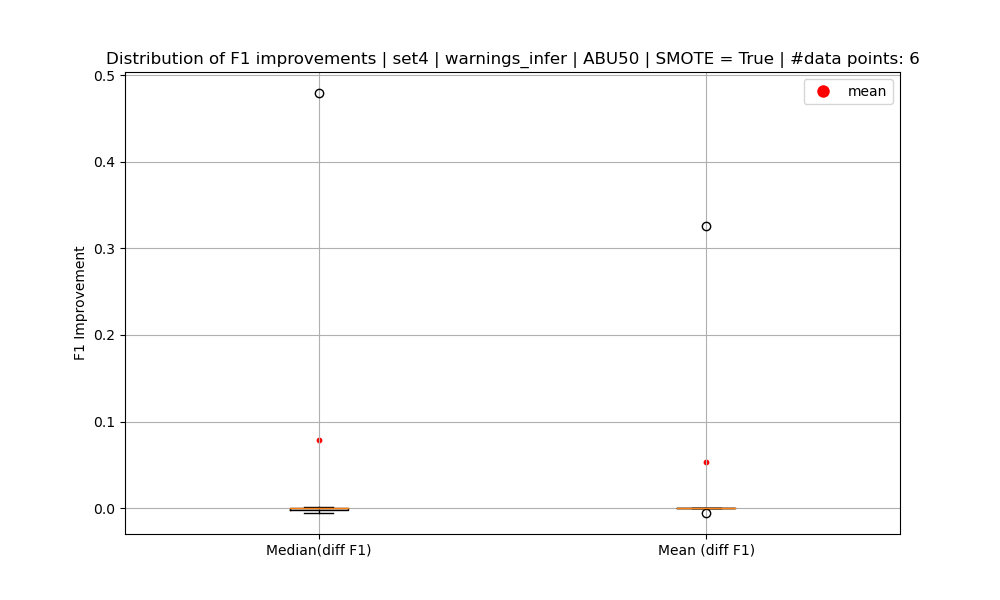 Distribution of F1 improvements | set4 | warnings_infer | ABU50 | SMOTE = True | #data points: 6
mean
F1 Improvement
0.5
0.4
0.3
0.2
0.1
0.0
Median(diff F1)
Mean (diff F1)